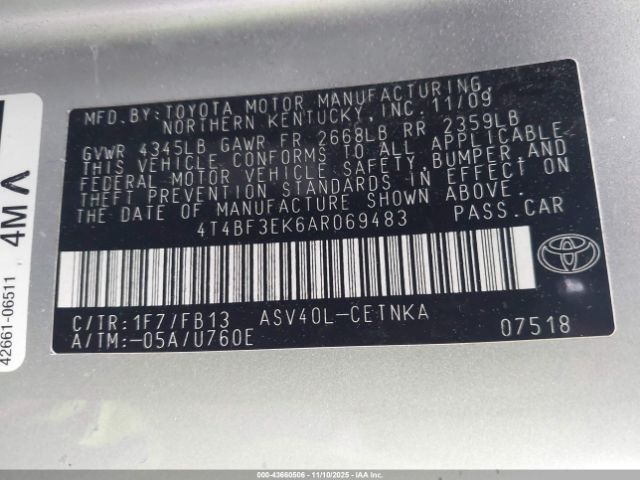 MFD.BY:TOYOTA MOTOR MANUFACTURING,
NORTHERN KENTUCKY,INC. 11/09
GVWR 4345LB GAWR FR 2668LB RR 2359LB
THIS VEHICLE CONFORMS TO ALL APPLICABLE
FEDERAL MOTOR VEHICLE SAFETY,BUMPER,AND
THEFT PREVENTION STANDARDS IN EFFECT ON
THE DATE OF MANUFACTURE SHOWN ABOVE.
4T4BF3EK6AR069483 PASS.CAR
C/TR:1F7/FB13 ASV40L-CETNKA
A/TM:-05A/U760E 07518
4M
42661-06511
000-43660506 - 11/10/2025 - IAAI.COM